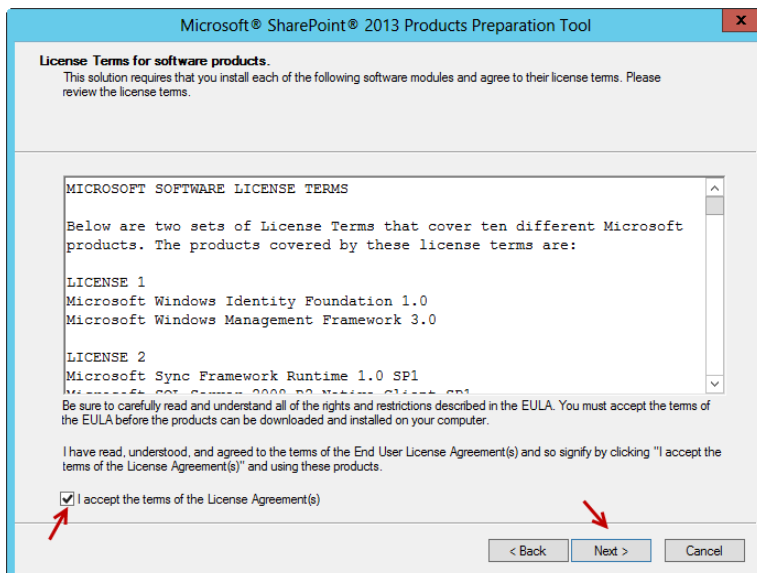 Microsoft® SharePoint® 2013 Products Preparation Tool
x
License Terms for software products.
This solution requires that you install each of the following software modules and agree to their license terms. Please
review the license terms.
MICROSOFT SOFTWARE LICENSE TERMS
Below are two sets of License Terms that cover ten different Microsoft
products. The products covered by these license terms are:
LICENSE 1
Microsoft Windows Identity Foundation 1.0
Microsoft Windows Management Framework 3.0
LICENSE 2
Microsoft Sync Framework Runtime 1.0 SP1
Microsoft SQL Server 2008 R2 Native Client SP1
Be sure to carefully read and understand all of the rights and restrictions described in the EULA. You must accept the terms of
the EULA before the products can be downloaded and installed on your computer.
I have read, understood, and agreed to the terms of the End User License Agreement(s) and so signify by clicking "I accept the
terms of the License Agreement(s)" and using these products.
I accept the terms of the License Agreement(s)
< Back Next > Cancel